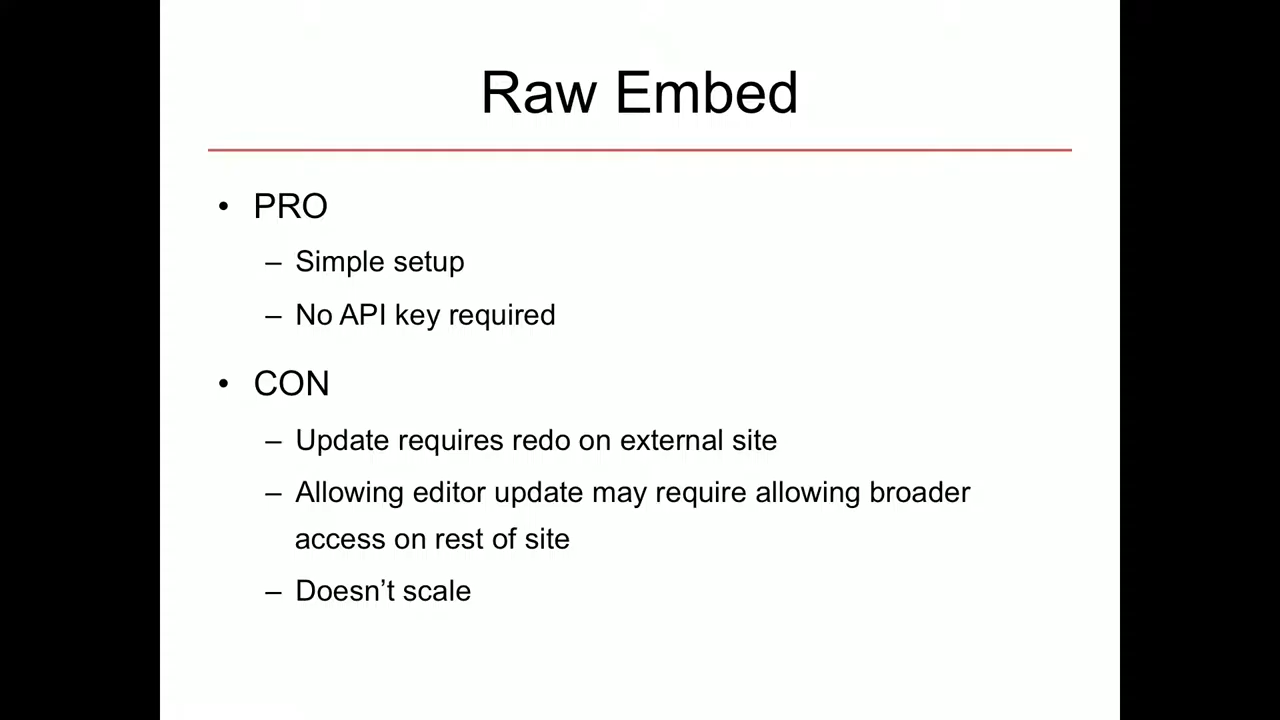 Raw Embed
• PRO
– Simple setup
– No API key required
• CON
– Update requires redo on external site
– Allowing editor update may require allowing broader
access on rest of site
– Doesn’t scale